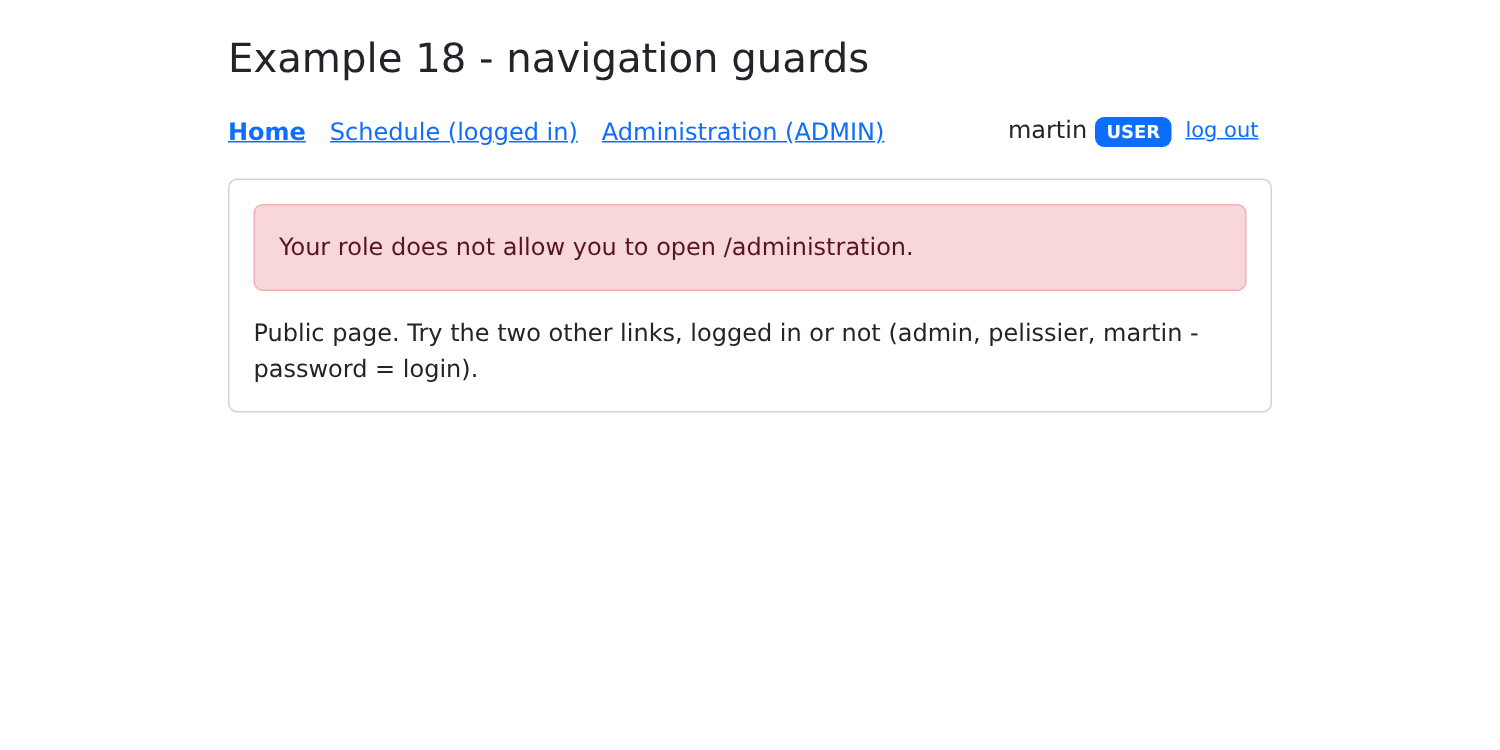 Example 18 - navigation guards
Home Schedule (logged in) Administration (ADMIN) martin USER log out
Your role does not allow you to open /administration.
Public page. Try the two other links, logged in or not (admin, pelissier, martin -
password = login).